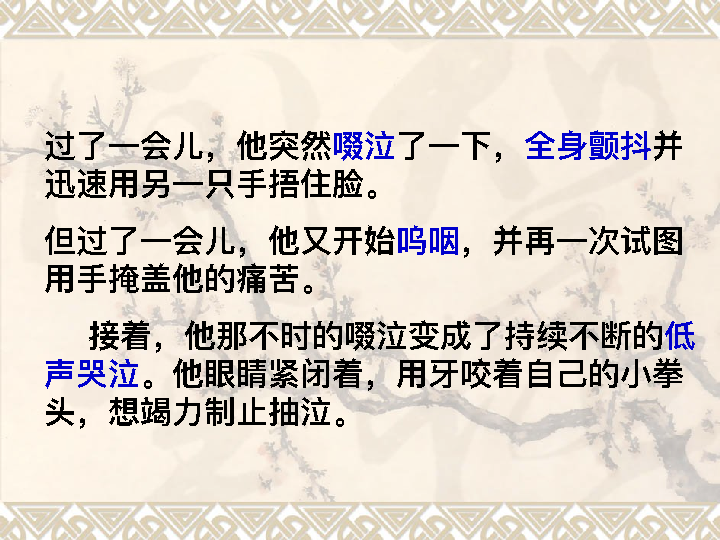 过了一会儿，他突然啜泣了一下，全身颤抖并
迅速用另一只手捂住脸。
但过了一会儿，他又开始呜咽，并再一次试图
用手掩盖他的痛苦。
接着，他那不时的啜泣变成了持续不断的低
声哭泣。他眼睛紧闭着，用牙咬着自己的小拳
头，想竭力制止抽泣。